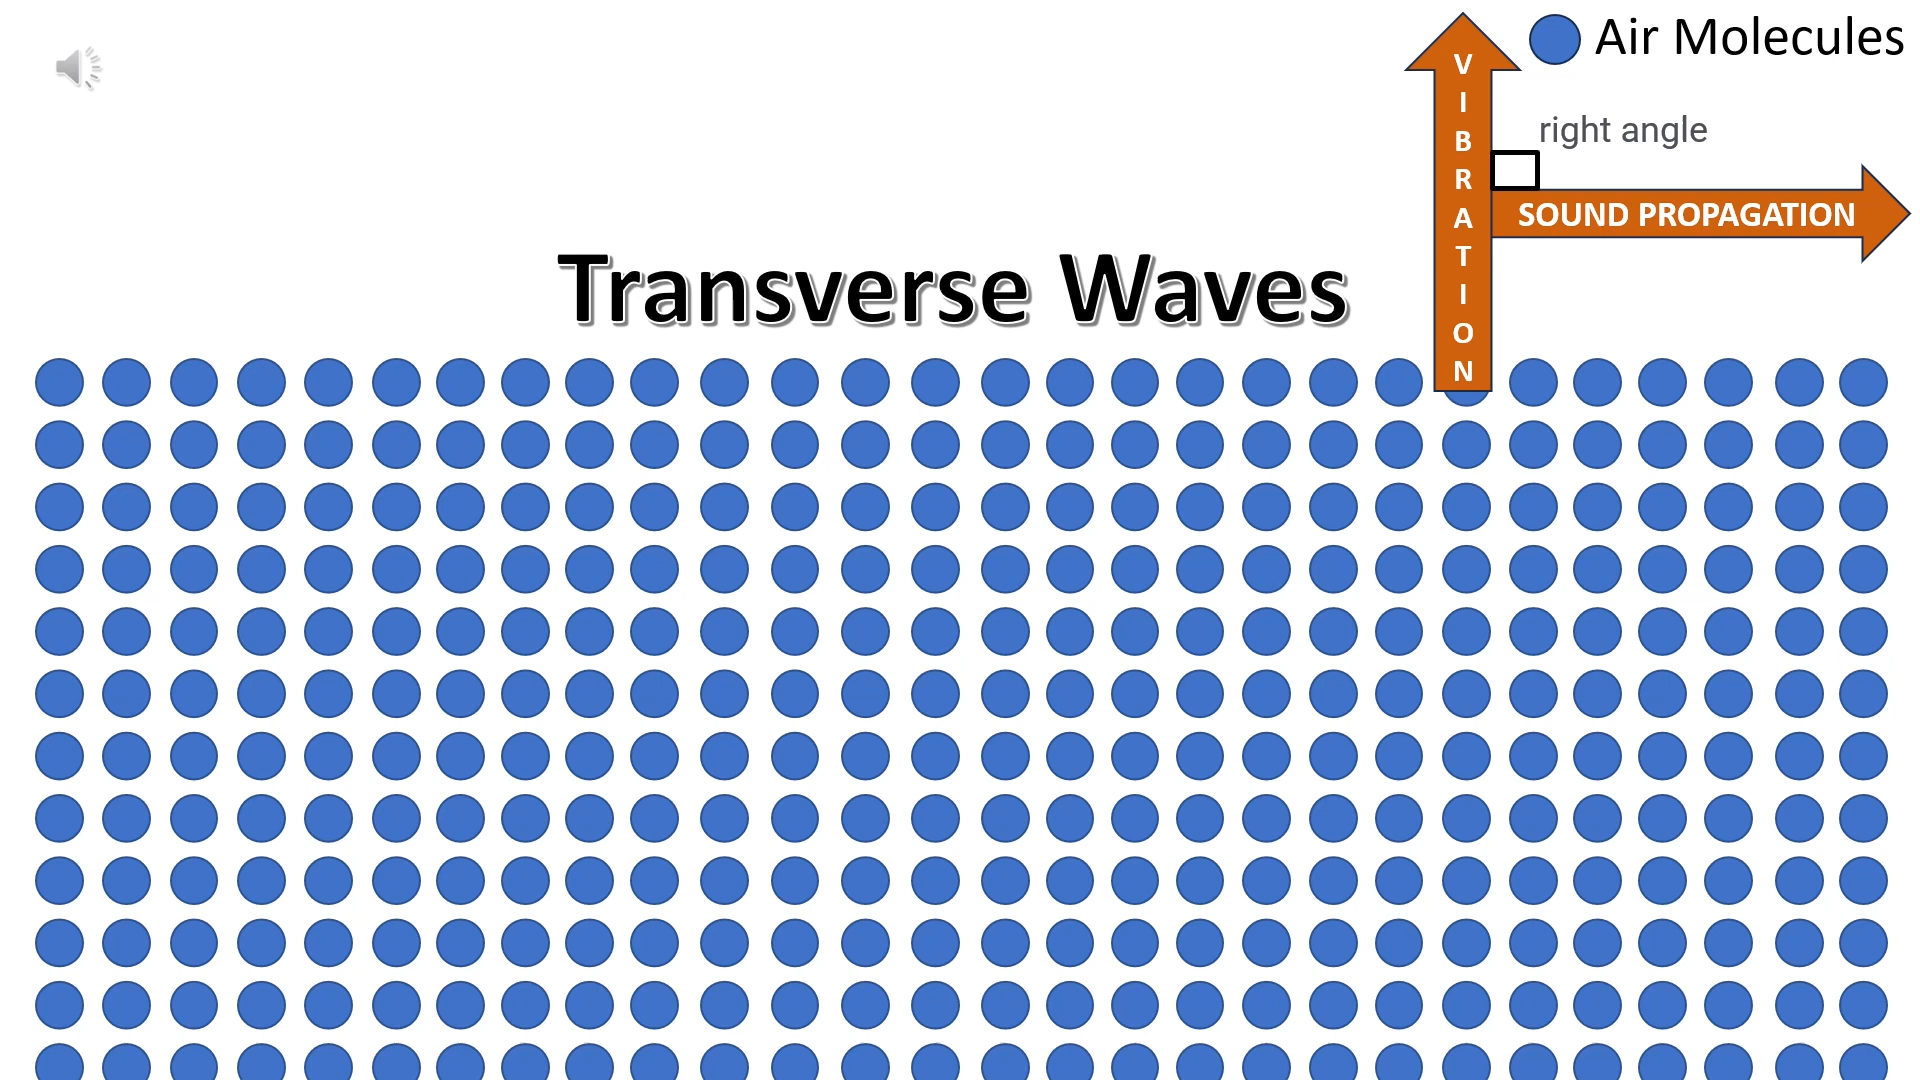 Air Molecules
right angle
VIBRATION
SOUND PROPAGATION
Transverse Waves